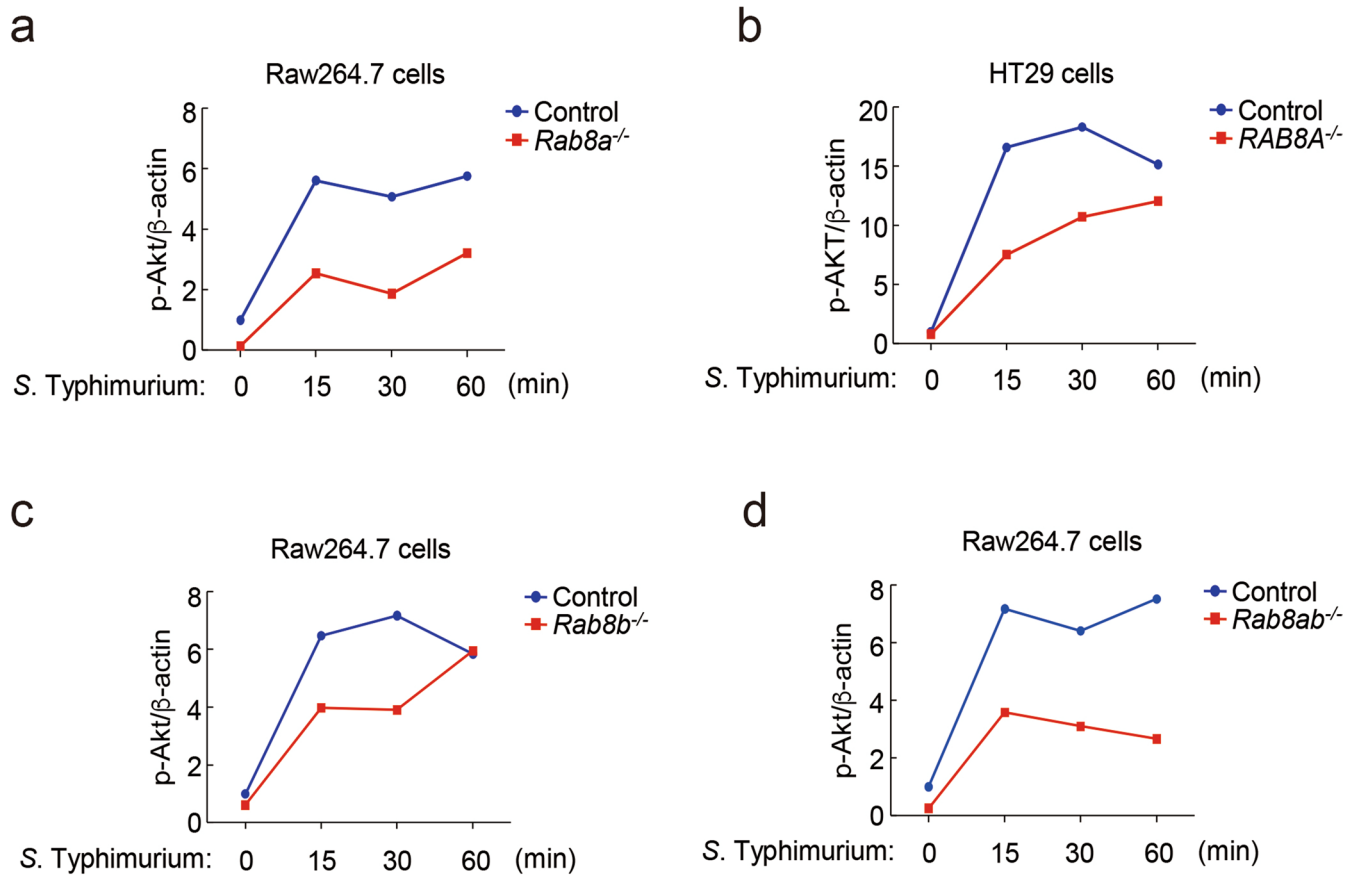 a
Raw264.7 cells
Control
Rab8a-/-
p-Akt/β-actin
8
6
4
2
0
S. Typhimurium: 0 15 30 60 (min)
b
HT29 cells
Control
RAB8A-/-
p-AKT/β-actin
20
15
10
5
0
S. Typhimurium: 0 15 30 60 (min)
c
Raw264.7 cells
Control
Rab8b-/-
p-Akt/β-actin
8
6
4
2
0
S. Typhimurium: 0 15 30 60 (min)
d
Raw264.7 cells
Control
Rab8ab-/-
p-Akt/β-actin
8
6
4
2
0
S. Typhimurium: 0 15 30 60 (min)